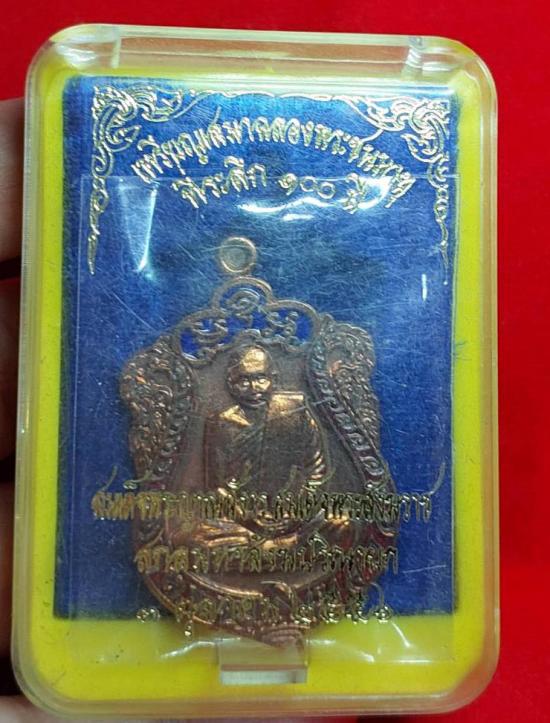 เหรียญเสมาฉลองพระชันษา
ที่ระลึก ๑๐๐ ปี
สมเด็จพระญาณสังวร สมเด็จพระสังฆราช
สกลมหาสังฆปริณายก
๓ ตุลาคม ๒๕๕๖